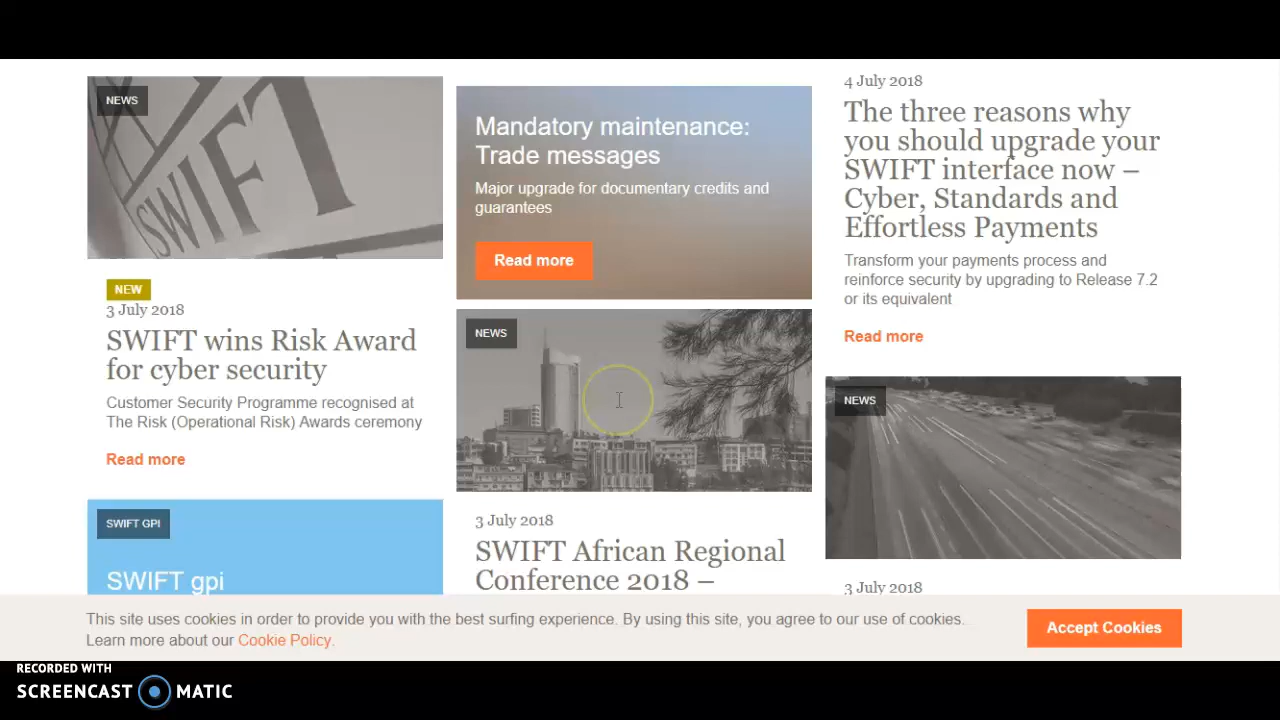 NEWS
SWIFT
SWIFT
NEW
3 July 2018
SWIFT wins Risk Award
for cyber security
Customer Security Programme recognised at
The Risk (Operational Risk) Awards ceremony
Read more
SWIFT GPI
SWIFT gpi
Mandatory maintenance:
Trade messages
Major upgrade for documentary credits and
guarantees
Read more
NEWS
3 July 2018
SWIFT African Regional
Conference 2018 –
4 July 2018
The three reasons why
you should upgrade your
SWIFT interface now –
Cyber, Standards and
Effortless Payments
Transform your payments process and
reinforce security by upgrading to Release 7.2
or its equivalent
Read more
NEWS
3 July 2018
This site uses cookies in order to provide you with the best surfing experience. By using this site, you agree to our use of cookies.
Learn more about our Cookie Policy.
Accept Cookies
RECORDED WITH
SCREENCAST MATIC